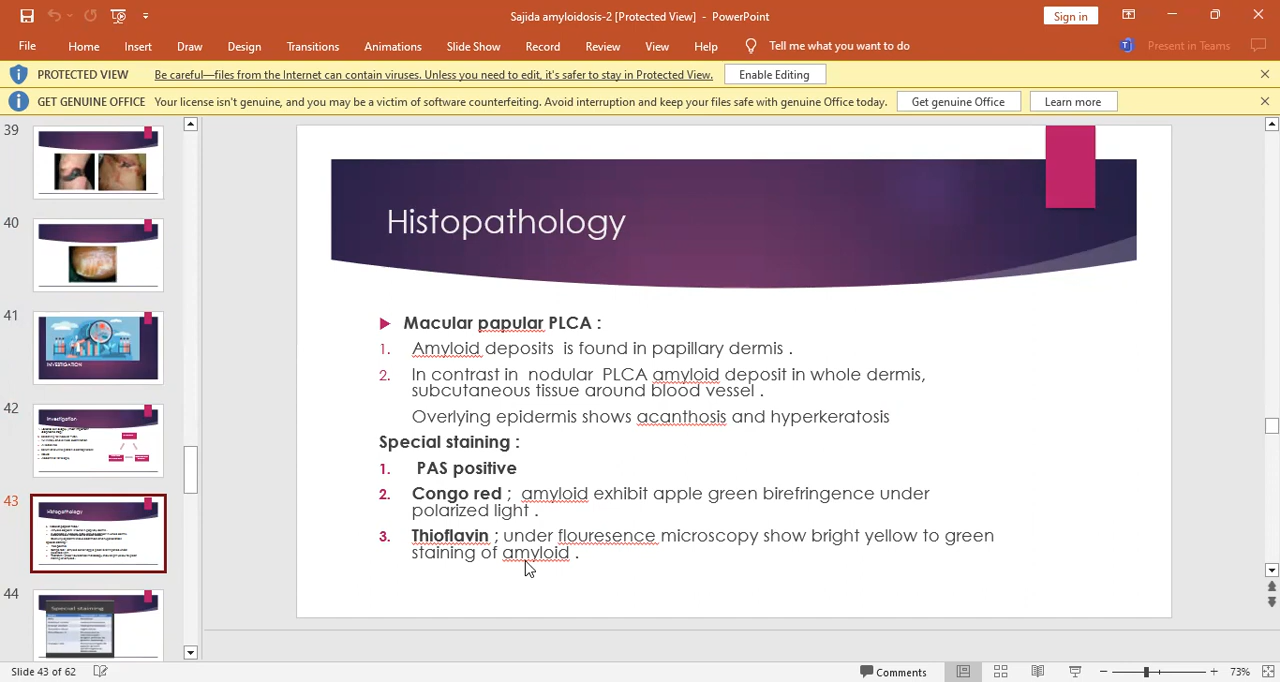 Sajida amyloidosis-2 [Protected View] - PowerPoint
Sign in
File Home Insert Draw Design Transitions Animations Slide Show Record Review View Help Tell me what you want to do Present in Teams
PROTECTED VIEW Be careful—files from the Internet can contain viruses. Unless you need to edit, it's safer to stay in Protected View. Enable Editing
GET GENUINE OFFICE Your license isn't genuine, and you may be a victim of software counterfeiting. Avoid interruption and keep your files safe with genuine Office today. Get genuine Office Learn more
39
40
41
INVESTIGATION
42
Investigation
43
Histopathology
44
Special staining
Histopathology
Macular papular PLCA :
1. Amyloid deposits is found in papillary dermis .
2. In contrast in nodular PLCA amyloid deposit in whole dermis,
subcutaneous tissue around blood vessel .
Overlying epidermis shows acanthosis and hyperkeratosis
Special staining :
1. PAS positive
2. Congo red ; amyloid exhibit apple green birefringence under
polarized light .
3. Thioflavin ; under flouresence microscopy show bright yellow to green
staining of amyloid .
Slide 43 of 62
Comments
73%